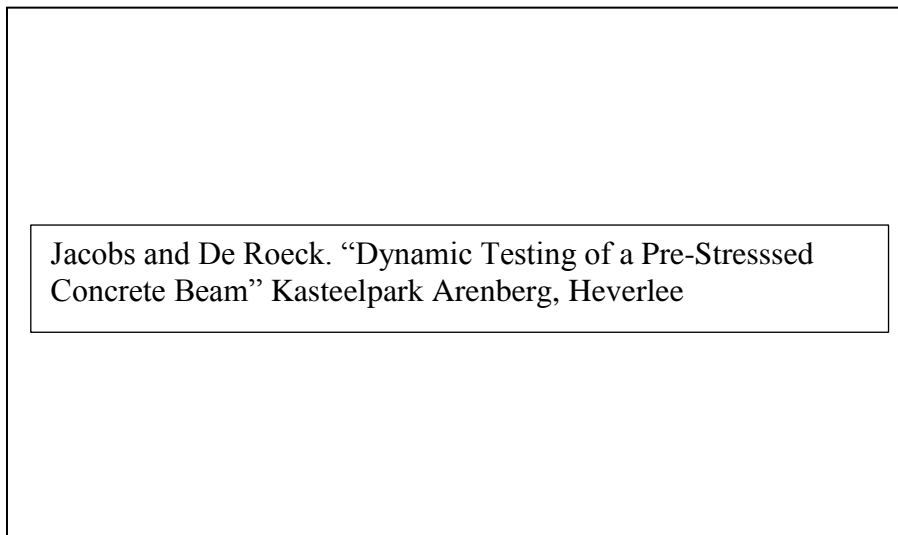 Jacobs and De Roeck. “Dynamic Testing of a Pre-Stresssed
Concrete Beam” Kasteelpark Arenberg, Heverlee